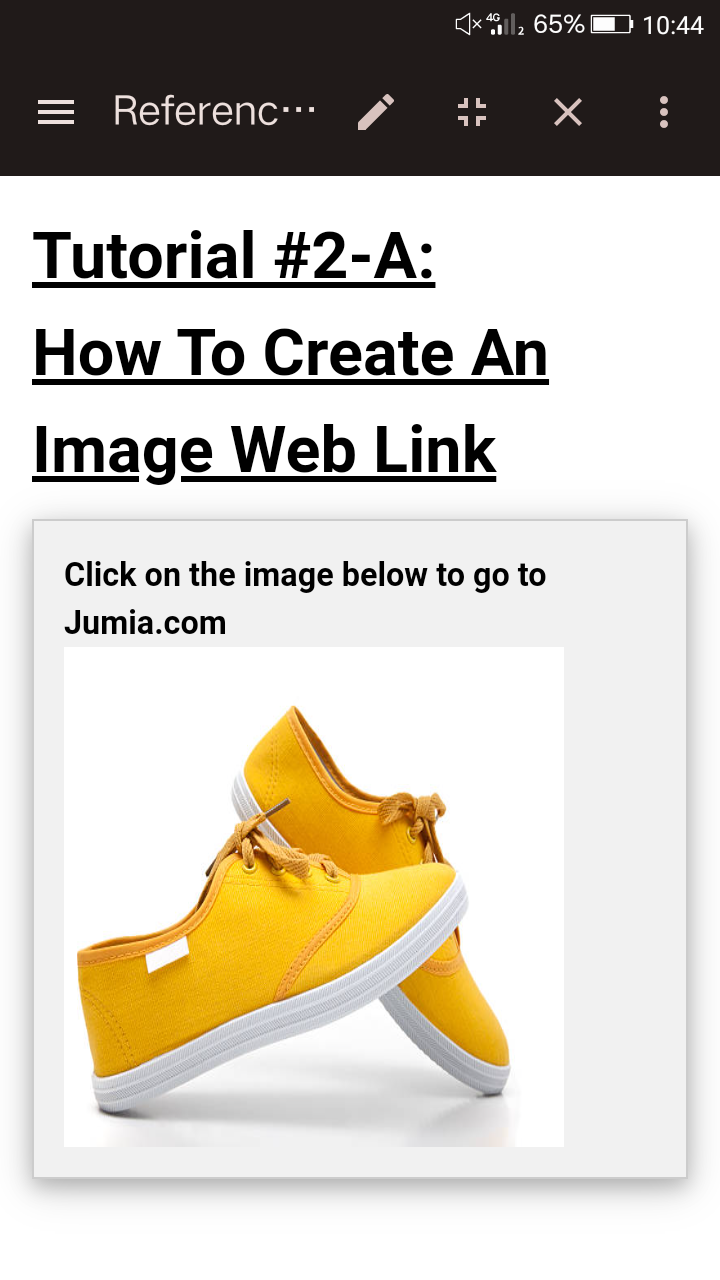 4G 2 65% 10:44
Referenc...
Tutorial #2-A:
How To Create An
Image Web Link
Click on the image below to go to
Jumia.com